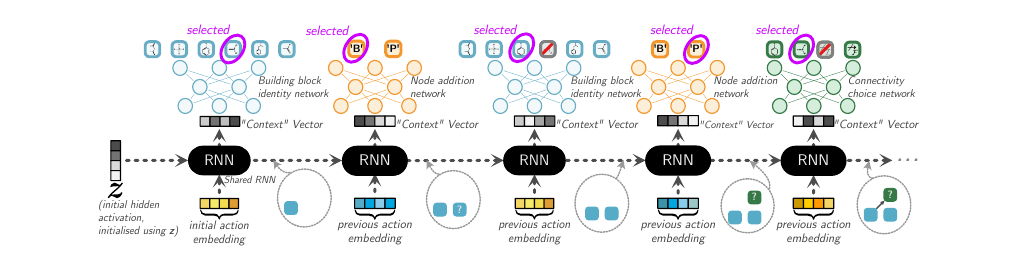 selected
selected
selected
selected
selected
'B'
'P'
'B'
'P'
Building block
identity network
Node addition
network
Building block
identity network
Node addition
network
Connectivity
choice network
"Context" Vector
"Context" Vector
"Context" Vector
"Context" Vector
"Context" Vector
RNN
RNN
RNN
RNN
RNN
Shared RNN
z
(initial hidden
activation,
initialised using z)
?
?
?
initial action
embedding
previous action
embedding
previous action
embedding
previous action
embedding
previous action
embedding